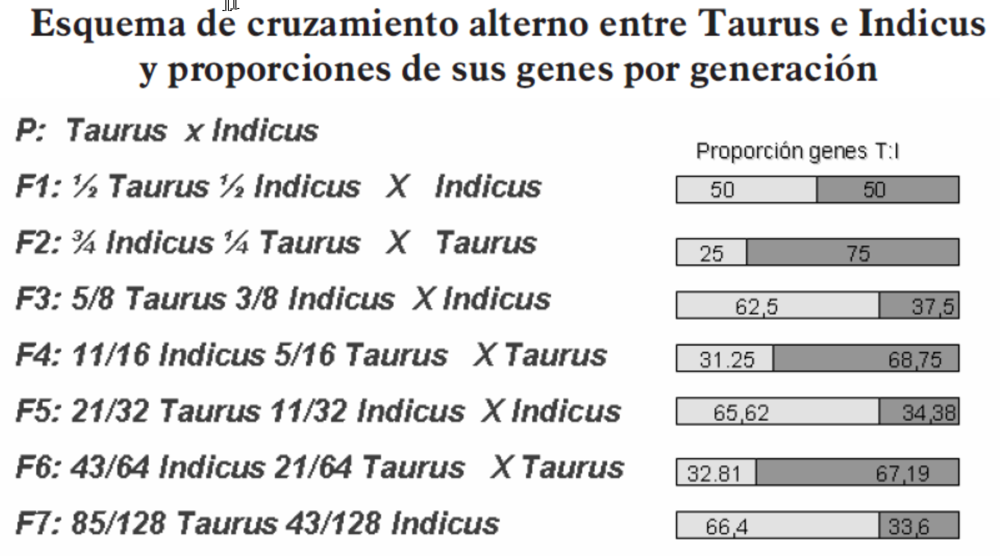 Esquema de cruzamiento alterno entre Taurus e Indicus
y proporciones de sus genes por generación
P: Taurus x Indicus
Proporción genes T:I
F1: ½ Taurus ½ Indicus X Indicus
50 50
F2: ¾ Indicus ¼ Taurus X Taurus
25 75
F3: 5/8 Taurus 3/8 Indicus X Indicus
62,5 37,5
F4: 11/16 Indicus 5/16 Taurus X Taurus
31.25 68,75
F5: 21/32 Taurus 11/32 Indicus X Indicus
65,62 34,38
F6: 43/64 Indicus 21/64 Taurus X Taurus
32.81 67,19
F7: 85/128 Taurus 43/128 Indicus
66,4 33,6